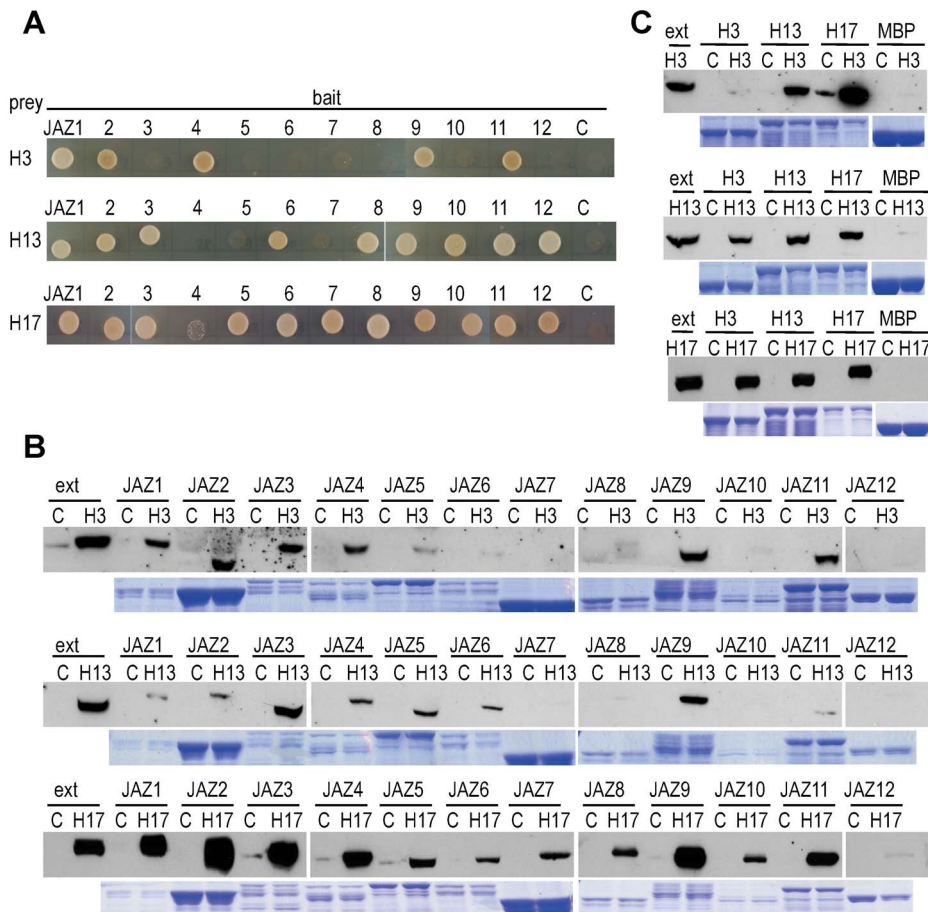 A
prey bait
JAZ1 2 3 4 5 6 7 8 9 10 11 12 C
H3
JAZ1 2 3 4 5 6 7 8 9 10 11 12 C
H13
JAZ1 2 3 4 5 6 7 8 9 10 11 12 C
H17
C
ext H3 H13 H17 MBP
H3 C H3 C H3 C H3 C H3
ext H3 H13 H17 MBP
H13 C H13 C H13 C H13 C H13
ext H3 H13 H17 MBP
H17 C H17 C H17 C H17 C H17
B
ext JAZ1 JAZ2 JAZ3 JAZ4 JAZ5 JAZ6 JAZ7 JAZ8 JAZ9 JAZ10 JAZ11 JAZ12
C H3 C H3 C H3 C H3 C H3 C H3 C H3 C H3 C H3 C H3 C H3 C H3 C H3
ext JAZ1 JAZ2 JAZ3 JAZ4 JAZ5 JAZ6 JAZ7 JAZ8 JAZ9 JAZ10 JAZ11 JAZ12
C H13 C H13 C H13 C H13 C H13 C H13 C H13 C H13 C H13 C H13 C H13 C H13 C H13
ext JAZ1 JAZ2 JAZ3 JAZ4 JAZ5 JAZ6 JAZ7 JAZ8 JAZ9 JAZ10 JAZ11 JAZ12
C H17 C H17 C H17 C H17 C H17 C H17 C H17 C H17 C H17 C H17 C H17 C H17 C H17